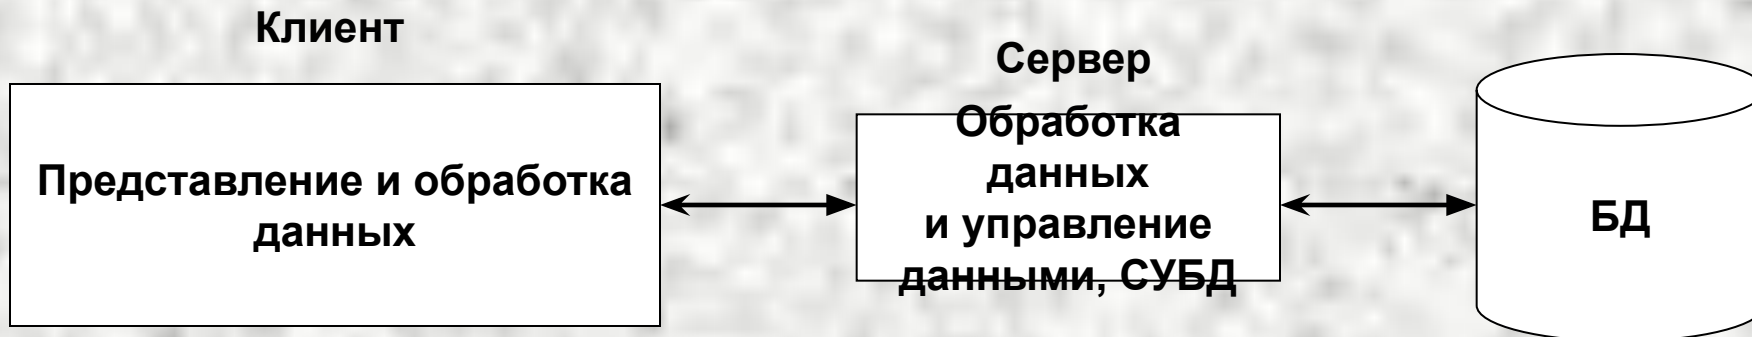 Клиент
Представление и обработка
данных
Сервер
Обработка
данных
и управление
данными, СУБД
БД